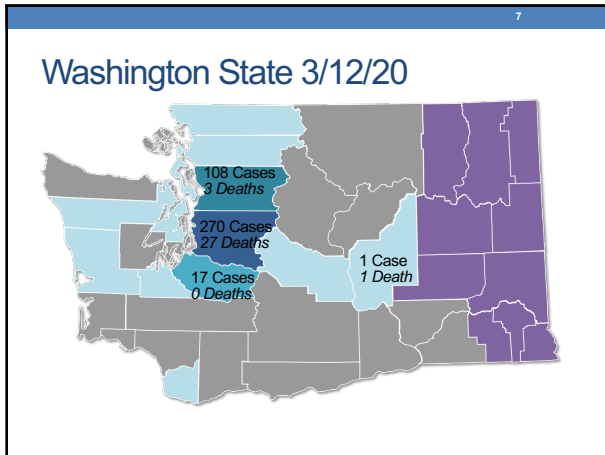 7
Washington State 3/12/20
108 Cases
3 Deaths
270 Cases
27 Deaths
17 Cases
0 Deaths
1 Case
1 Death